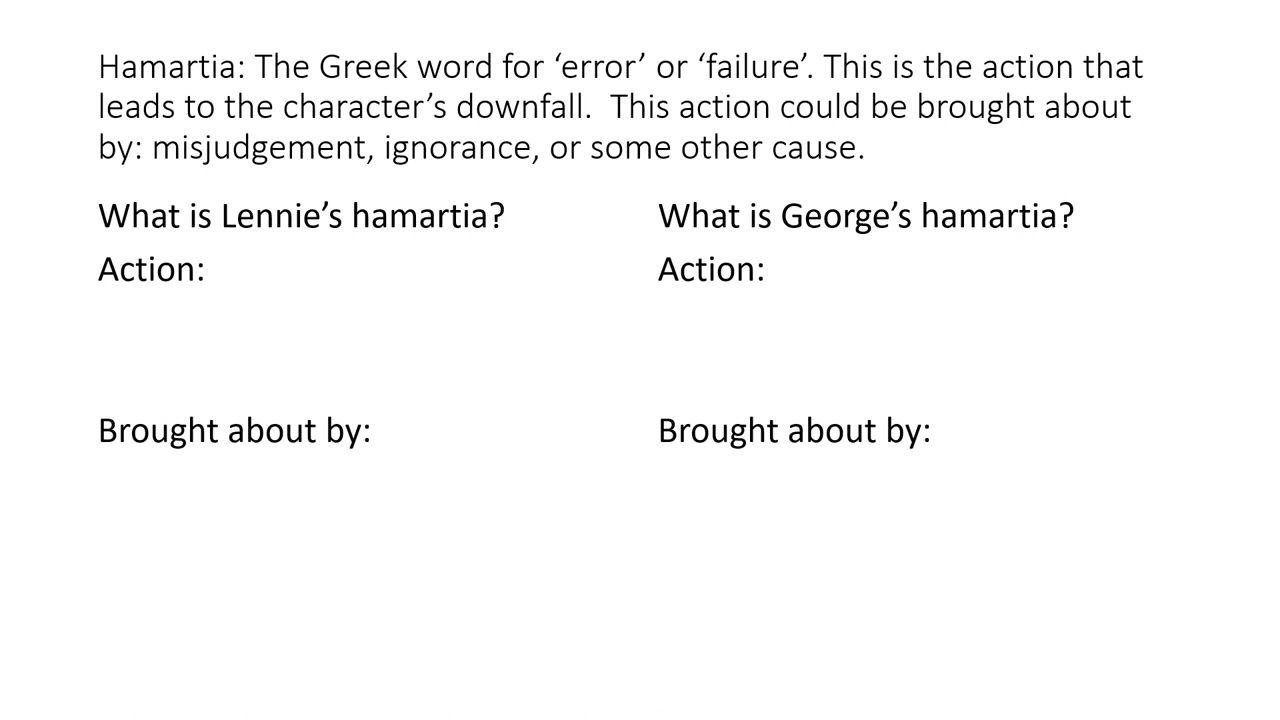 Hamartia: The Greek word for ‘error’ or ‘failure’. This is the action that
leads to the character’s downfall.  This action could be brought about
by: misjudgement, ignorance, or some other cause.
What is Lennie’s hamartia?
Action:
Brought about by:
What is George’s hamartia?
Action:
Brought about by: